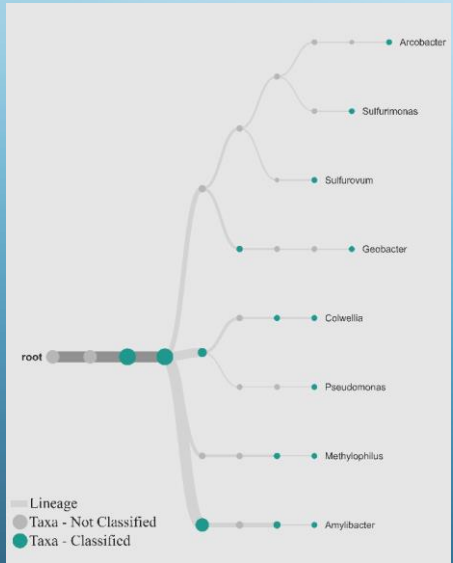 Arcobacter
Sulfurimonas
Sulfurovum
Geobacter
Colwellia
root
Pseudomonas
Methylophilus
Lineage
Taxa - Not Classified
Amylibacter
Taxa - Classified